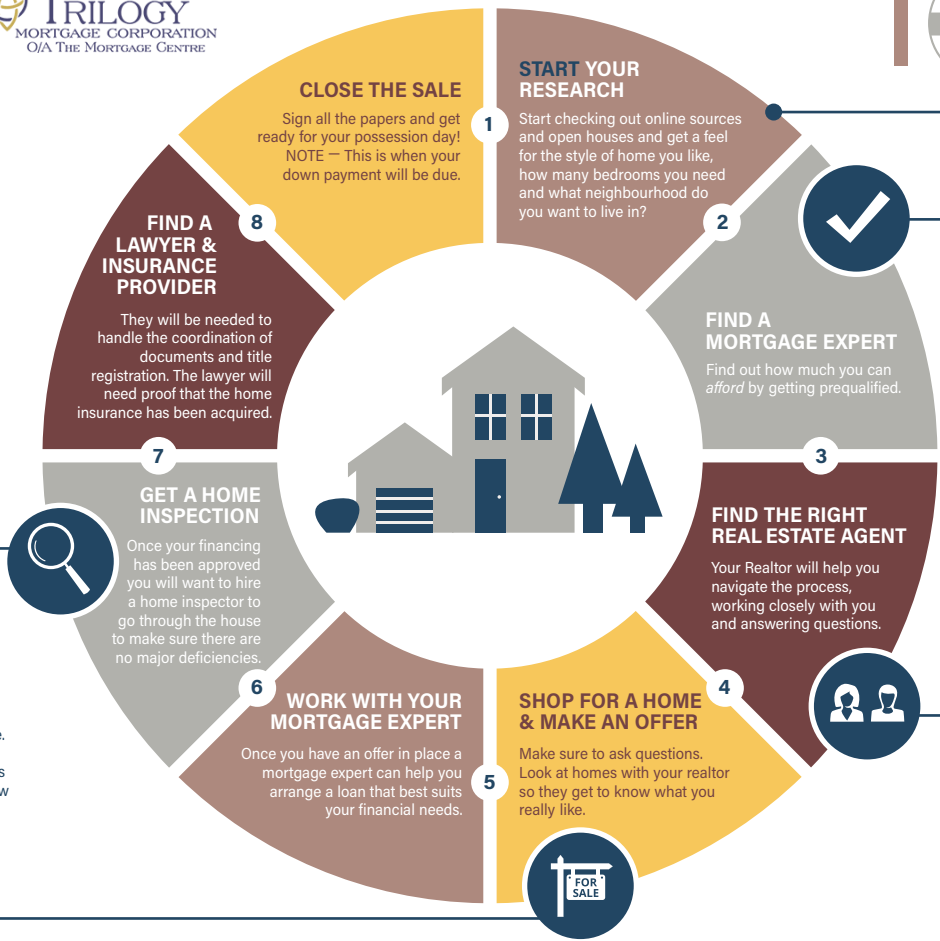 TRILOGY
MORTGAGE CORPORATION
O/A THE MORTGAGE CENTRE
1
START YOUR
RESEARCH
Start checking out online sources
and open houses and get a feel
for the style of home you like,
how many bedrooms you need
and what neighbourhood do
you want to live in?
2
FIND A
MORTGAGE EXPERT
Find out how much you can
afford by getting prequalified.
3
FIND THE RIGHT
REAL ESTATE AGENT
Your Realtor will help you
navigate the process,
working closely with you
and answering questions.
4
SHOP FOR A HOME
& MAKE AN OFFER
Make sure to ask questions.
Look at homes with your realtor
so they get to know what you
really like.
FOR
SALE
5
WORK WITH YOUR
MORTGAGE EXPERT
Once you have an offer in place a
mortgage expert can help you
arrange a loan that best suits
your financial needs.
6
GET A HOME
INSPECTION
Once your financing
has been approved
you will want to hire
a home inspector to
go through the house
to make sure there are
no major deficiencies.
7
FIND A
LAWYER &
INSURANCE
PROVIDER
They will be needed to
handle the coordination of
documents and title
registration. The lawyer will
need proof that the home
insurance has been acquired.
8
CLOSE THE SALE
Sign all the papers and get
ready for your possession day!
NOTE — This is when your
down payment will be due.